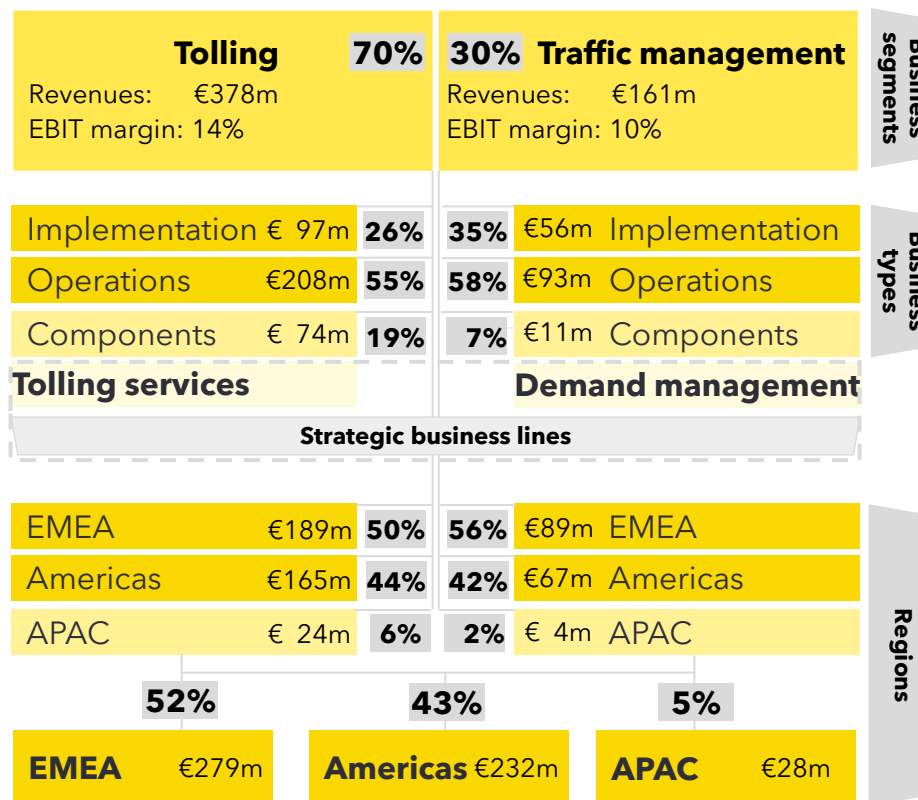 Tolling 70% 30% Traffic management
Revenues: €378m Revenues: €161m
EBIT margin: 14% EBIT margin: 10%
Business
segments
Implementation € 97m 26% 35% €56m Implementation
Operations €208m 55% 58% €93m Operations
Components € 74m 19% 7% €11m Components
Business
types
Tolling services Demand management
Strategic business lines
EMEA €189m 50% 56% €89m EMEA
Americas €165m 44% 42% €67m Americas
APAC € 24m 6% 2% € 4m APAC
Regions
52% 43% 5%
EMEA €279m Americas €232m APAC €28m